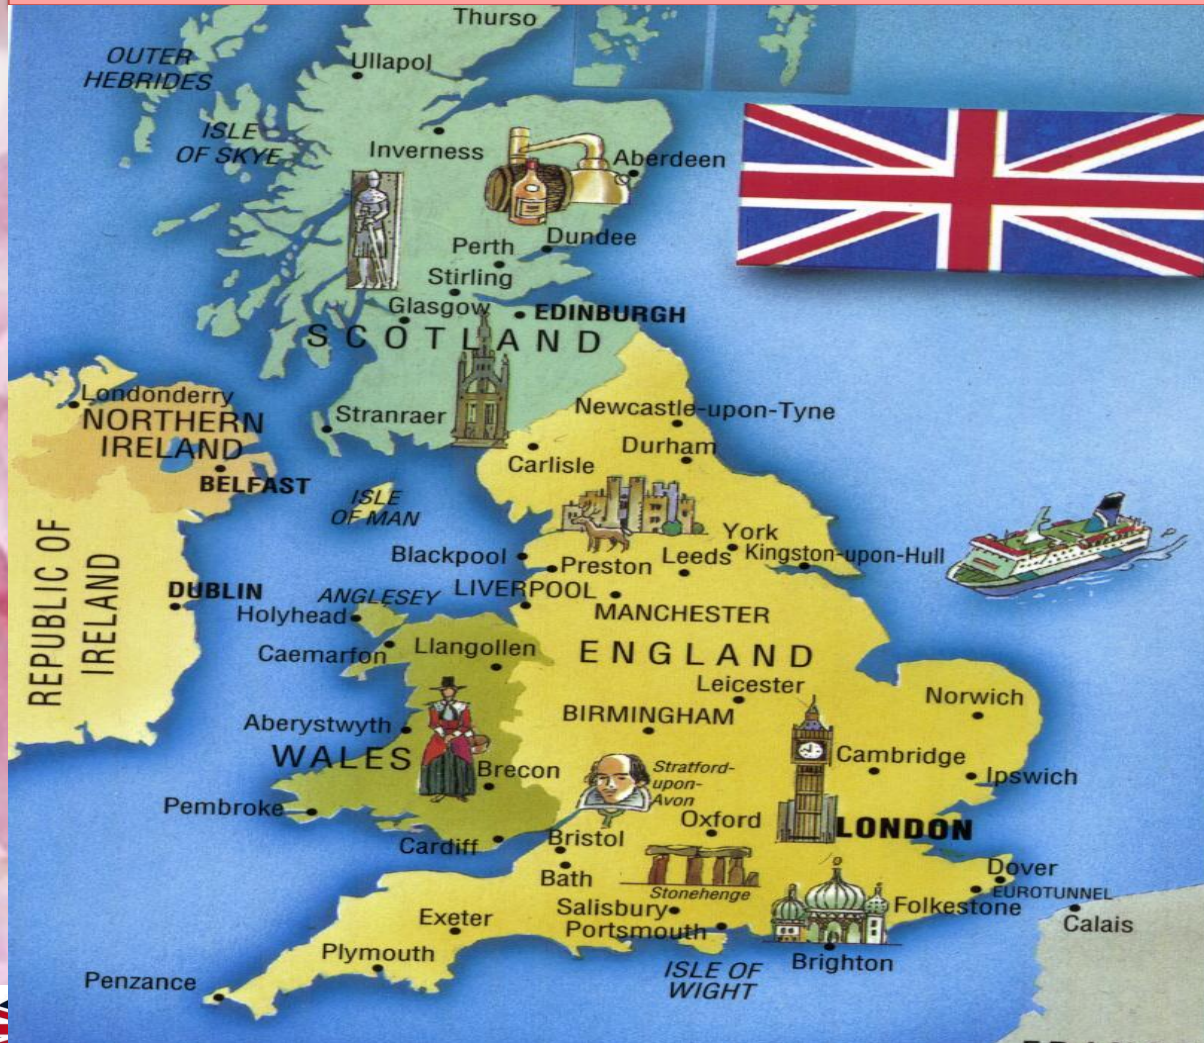 Thurso
OUTER
HEBRIDES
Ullapol
ISLE
OF SKYE
Inverness
Aberdeen
Perth
Dundee
Stirling
Glasgow
EDINBURGH
SCOTLAND
Londonderry
NORTHERN
IRELAND
BELFAST
Stranraer
Newcastle-upon-Tyne
Durham
Carlisle
ISLE
OF MAN
REPUBLIC OF
IRELAND
York
Blackpool
Preston
Leeds
Kingston-upon-Hull
DUBLIN
ANGLESEY
LIVERPOOL
Holyhead
MANCHESTER
Caemarfon
Llangollen
ENGLAND
Leicester
Norwich
Aberystwyth
BIRMINGHAM
WALES
Brecon
Stratford-
upon-
Avon
Cambridge
Ipswich
Pembroke
Oxford
LONDON
Cardiff
Bristol
Bath
Stonehenge
Dover
EUROTUNNEL
Folkestone
Calais
Salisbury
Portsmouth
Exeter
Plymouth
Brighton
ISLE OF
WIGHT
Penzance